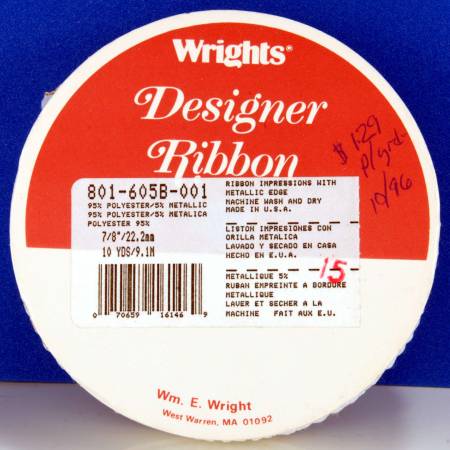 Wrights®
Designer
Ribbon
$1.29
p/yrd.
10/96
801-605B-001
95% POLYESTER/5% METALLIC
95% POLYESTER/5% METALICA
POLYESTER 95%
7/8"/22.2mm
10 YDS/9.1M
0 70659 16146 9
RIBBON IMPRESSIONS WITH
METALLIC EDGE
MACHINE WASH AND DRY
MADE IN U.S.A.
LISTON IMPRESIONES CON
ORILLA METALICA
LAVADO Y SECADO EN CASA
HECHO EN E.U.A.
15
METALLIQUE 5%
RUBAN EMPREINTE A BORDURE
METALLIQUE
LAVER ET SECHER A LA
MACHINE FAIT AUX E.U.
Wm. E. Wright
West Warren, MA 01092